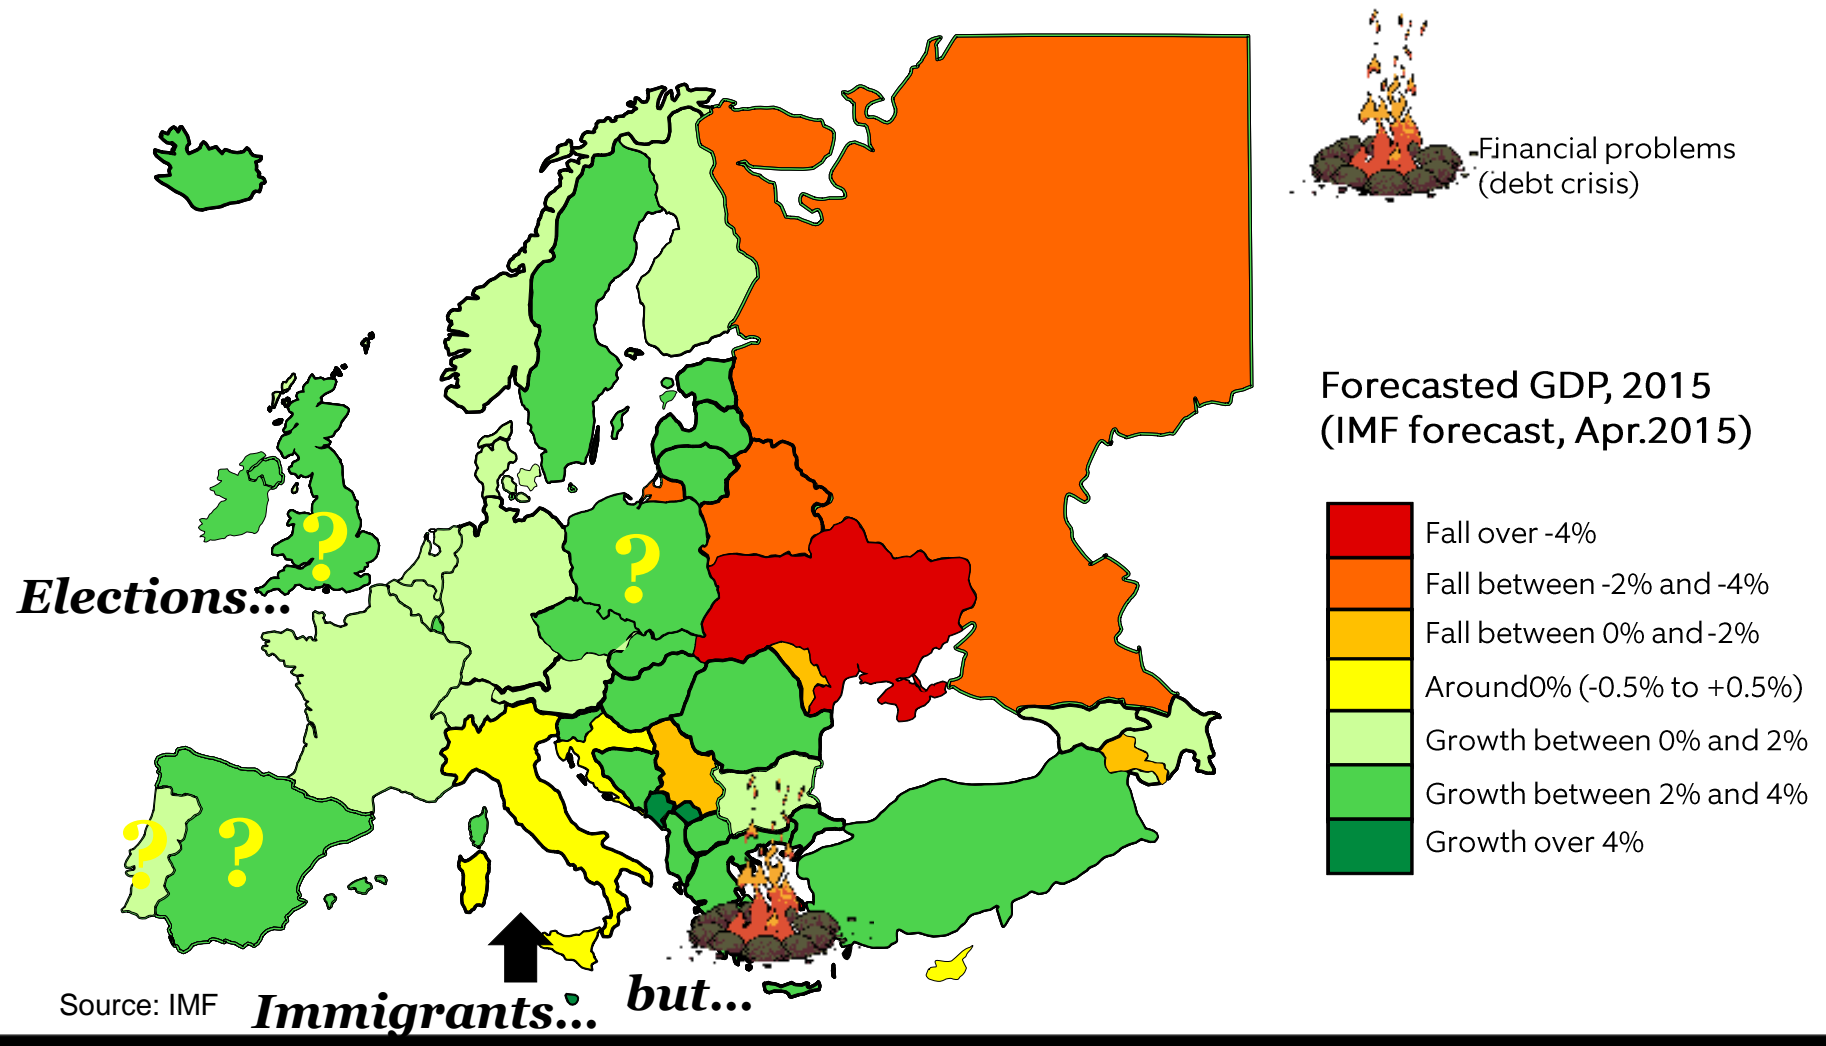 Financial problems
(debt crisis)
Forecasted GDP, 2015
(IMF forecast, Apr.2015)
Fall over -4%
Fall between -2% and -4%
Fall between 0% and -2%
Around0% (-0.5% to +0.5%)
Growth between 0% and 2%
Growth between 2% and 4%
Growth over 4%
?
?
Elections...
?
?
but...
Source: IMF
Immigrants...